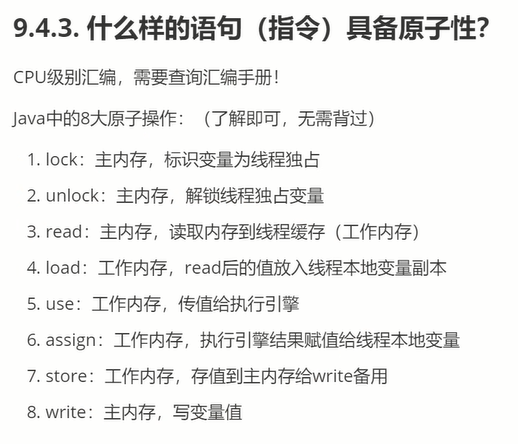 9.4.3. 什么样的语句（指令）具备原子性？
CPU级别汇编，需要查询汇编手册！
Java中的8大原子操作：（了解即可，无需背过）
1. lock：主内存，标识变量为线程独占
2. unlock：主内存，解锁线程独占变量
3. read：主内存，读取内存到线程缓存（工作内存）
4. load：工作内存，read后的值放入线程本地变量副本
5. use：工作内存，传值给执行引擎
6. assign：工作内存，执行引擎结果赋值给线程本地变量
7. store：工作内存，存值到主内存给write备用
8. write：主内存，写变量值